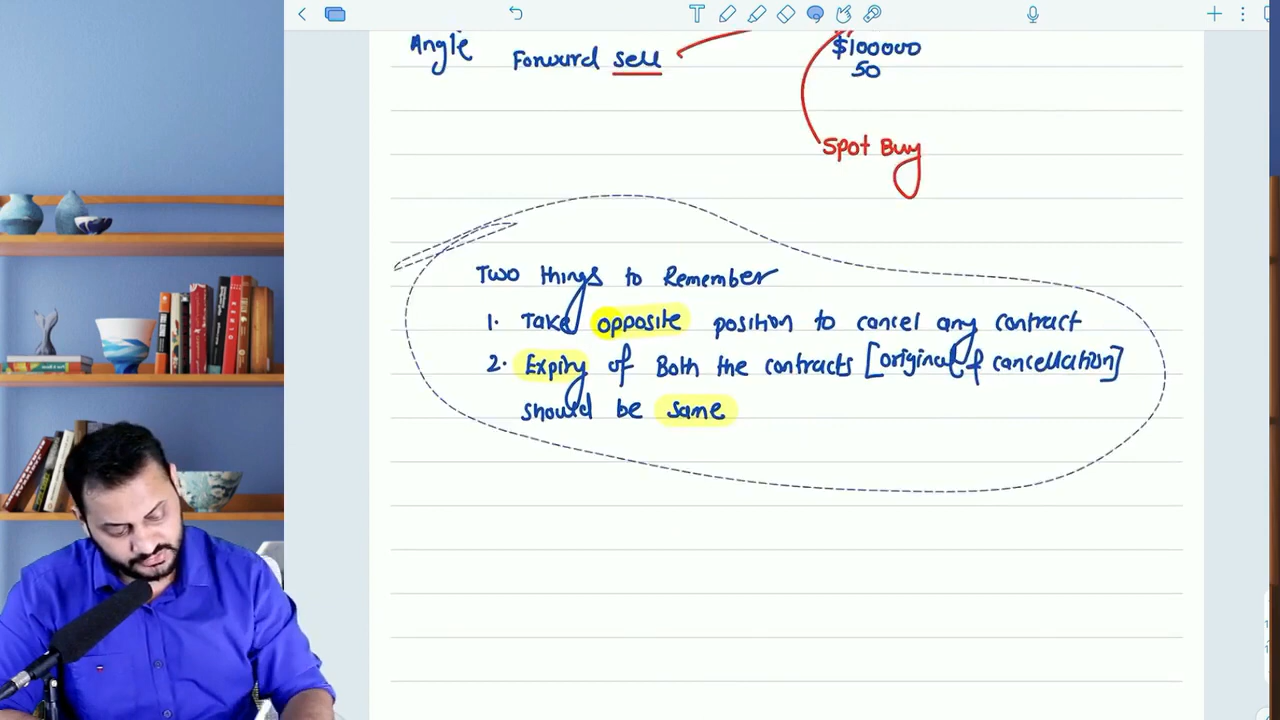 Angle Forward Sell $100000
50
Spot Buy
Two things to Remember
1. Take opposite position to cancel any contract
2. Expiry of Both the contracts [original & cancellation]
should be same